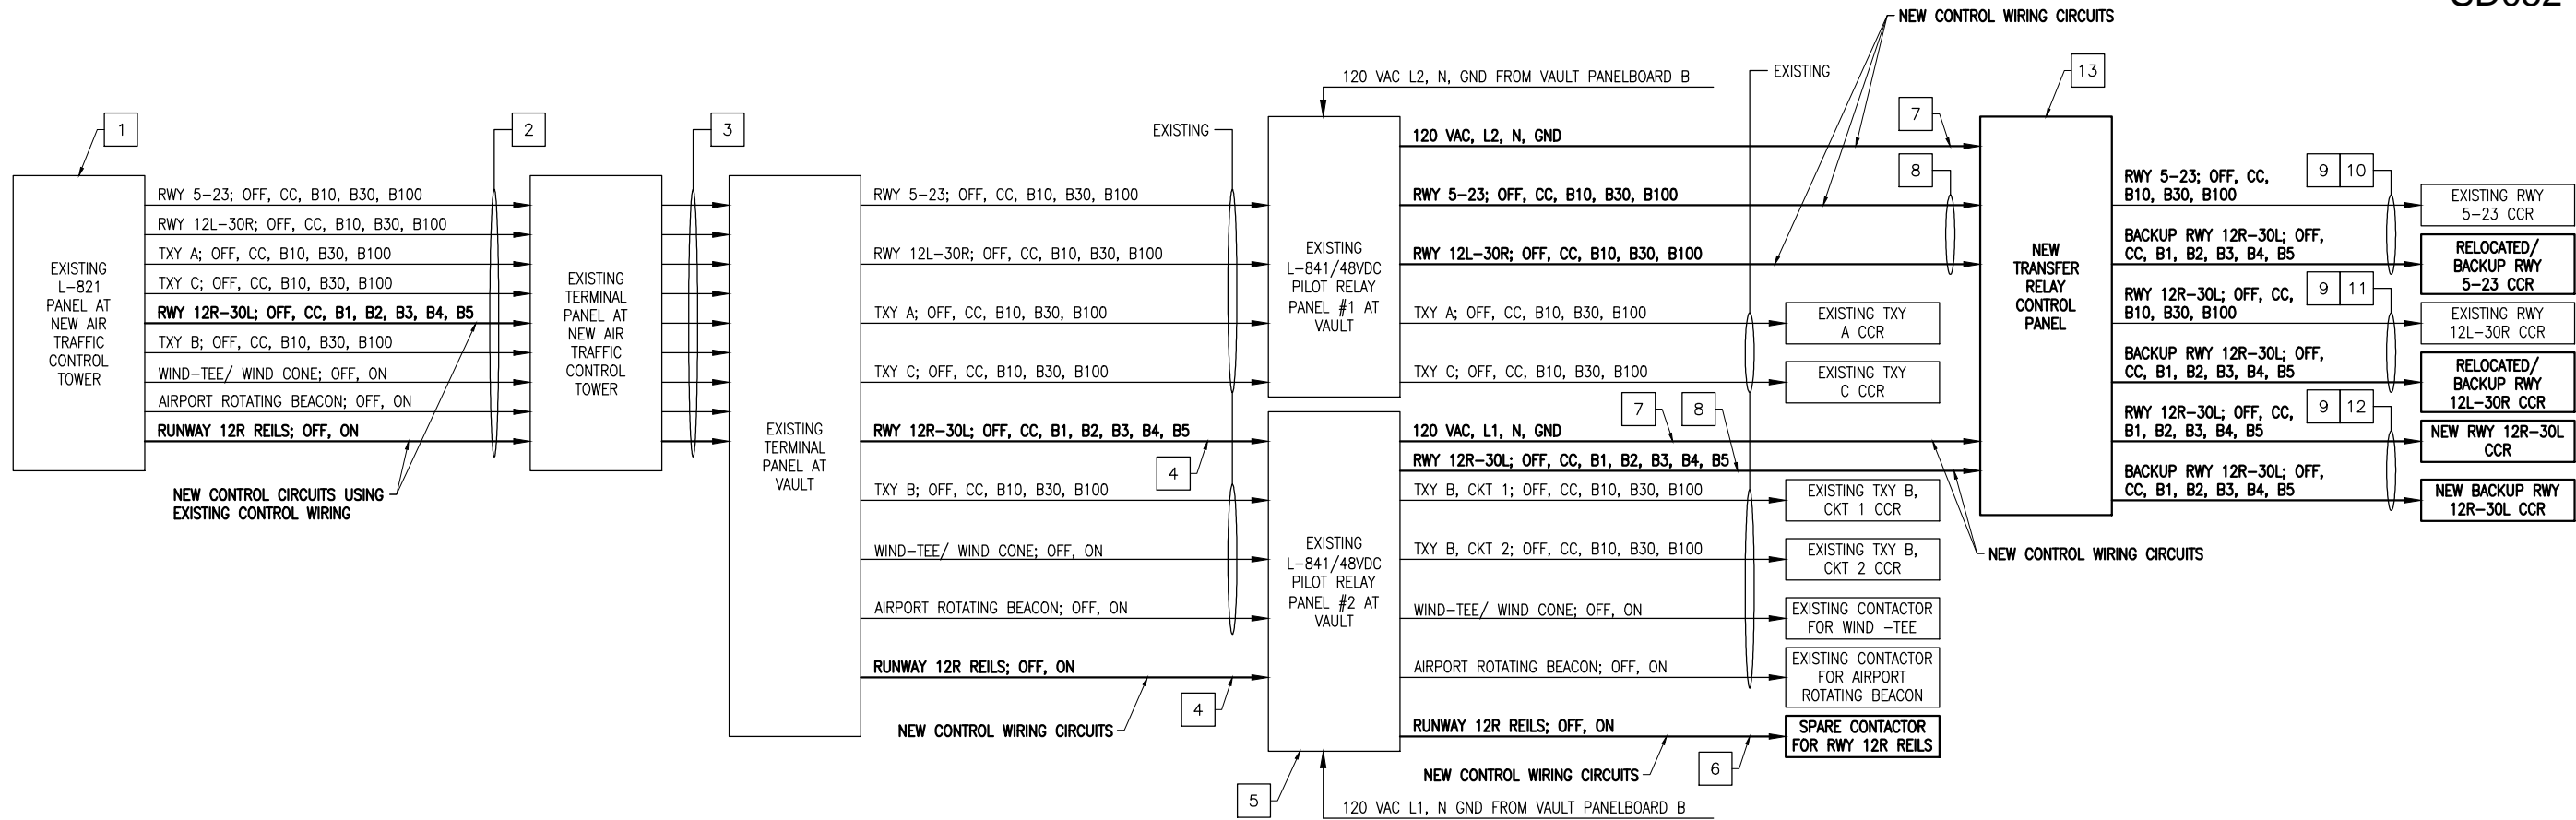 NEW CONTROL WIRING CIRCUITS
120 VAC L2, N, GND FROM VAULT PANELBOARD B
EXISTING
13
1
2
3
EXISTING
7
8
EXISTING
L-821
PANEL AT
NEW AIR
TRAFFIC
CONTROL
TOWER
RWY 5-23; OFF, CC, B10, B30, B100
RWY 12L-30R; OFF, CC, B10, B30, B100
TXY A; OFF, CC, B10, B30, B100
TXY C; OFF, CC, B10, B30, B100
RWY 12R-30L; OFF, CC, B1, B2, B3, B4, B5
TXY B; OFF, CC, B10, B30, B100
WIND-TEE/ WIND CONE; OFF, ON
AIRPORT ROTATING BEACON; OFF, ON
RUNWAY 12R REILS; OFF, ON
NEW CONTROL CIRCUITS USING
EXISTING CONTROL WIRING
EXISTING
TERMINAL
PANEL AT
NEW AIR
TRAFFIC
CONTROL
TOWER
EXISTING
TERMINAL
PANEL AT
VAULT
RWY 5-23; OFF, CC, B10, B30, B100
RWY 12L-30R; OFF, CC, B10, B30, B100
TXY A; OFF, CC, B10, B30, B100
TXY C; OFF, CC, B10, B30, B100
RWY 12R-30L; OFF, CC, B1, B2, B3, B4, B5
4
TXY B; OFF, CC, B10, B30, B100
WIND-TEE/ WIND CONE; OFF, ON
AIRPORT ROTATING BEACON; OFF, ON
RUNWAY 12R REILS; OFF, ON
4
NEW CONTROL WIRING CIRCUITS
EXISTING
L-841/48VDC
PILOT RELAY
PANEL #1 AT
VAULT
EXISTING
L-841/48VDC
PILOT RELAY
PANEL #2 AT
VAULT
5
120 VAC L1, N GND FROM VAULT PANELBOARD B
120 VAC, L2, N, GND
RWY 5-23; OFF, CC, B10, B30, B100
RWY 12L-30R; OFF, CC, B10, B30, B100
TXY A; OFF, CC, B10, B30, B100
TXY C; OFF, CC, B10, B30, B100
7
8
120 VAC, L1, N, GND
RWY 12R-30L; OFF, CC, B1, B2, B3, B4, B5
TXY B, CKT 1; OFF, CC, B10, B30, B100
TXY B, CKT 2; OFF, CC, B10, B30, B100
WIND-TEE/ WIND CONE; OFF, ON
AIRPORT ROTATING BEACON; OFF, ON
RUNWAY 12R REILS; OFF, ON
NEW CONTROL WIRING CIRCUITS
6
EXISTING TXY
A CCR
EXISTING TXY
C CCR
EXISTING TXY B,
CKT 1 CCR
EXISTING TXY B,
CKT 2 CCR
EXISTING CONTACTOR
FOR WIND -TEE
EXISTING CONTACTOR
FOR AIRPORT
ROTATING BEACON
SPARE CONTACTOR
FOR RWY 12R REILS
NEW CONTROL WIRING CIRCUITS
NEW
TRANSFER
RELAY
CONTROL
PANEL
RWY 5-23; OFF, CC,
B10, B30, B100
9 10
BACKUP RWY 12R-30L; OFF,
CC, B1, B2, B3, B4, B5
RWY 12R-30L; OFF, CC,
B10, B30, B100
9 11
BACKUP RWY 12R-30L; OFF,
CC, B1, B2, B3, B4, B5
RWY 12R-30L; OFF, CC,
B1, B2, B3, B4, B5
9 12
BACKUP RWY 12R-30L; OFF,
CC, B1, B2, B3, B4, B5
EXISTING RWY
5-23 CCR
RELOCATED/
BACKUP RWY
5-23 CCR
EXISTING RWY
12L-30R CCR
RELOCATED/
BACKUP RWY
12L-30R CCR
NEW RWY 12R-30L
CCR
NEW BACKUP RWY
12R-30L CCR